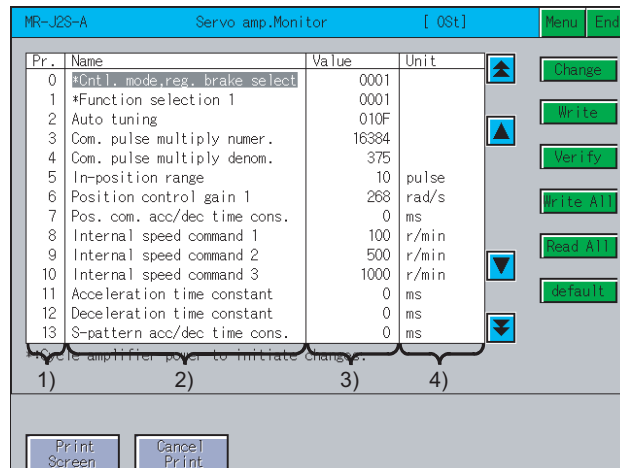 MR-J2S-A Servo amp.Monitor [ 0St] Menu End
Pr. Name Value Unit
0 *Cntl. mode,reg. brake select 0001
1 *Function selection 1 0001
2 Auto tuning 010F
3 Com. pulse multiply numer. 16384
4 Com. pulse multiply denom. 375
5 In-position range 10 pulse
6 Position control gain 1 268 rad/s
7 Pos. com. acc/dec time cons. 0 ms
8 Internal speed command 1 100 r/min
9 Internal speed command 2 500 r/min
10 Internal speed command 3 1000 r/min
11 Acceleration time constant 0 ms
12 Deceleration time constant 0 ms
13 S-pattern acc/dec time cons. 0 ms
Change
Write
Verify
Write All
Read All
default
*:Cycle amplifier power to initiate changes.
1) 2) 3) 4)
Print Screen
Cancel Print